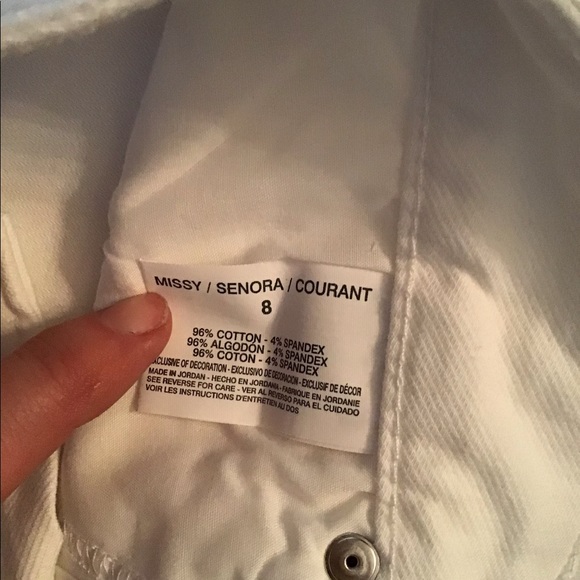 MISSY / SENORA / COURANT
8
96% COTTON - 4% SPANDEX
96% ALGODÓN - 4% SPANDEX
96% COTON - 4% SPANDEX
EXCLUSIVE OF DECORATION - EXCLUSIVO DE DECORACION - EXCLUSIF DE DÉCOR
MADE IN JORDAN - HECHO EN JORDANIA - FABRIQUE EN JORDANIE
SEE REVERSE FOR CARE - VER AL REVERSO PARA EL CUIDADO
VOIR LES INSTRUCTIONS D'ENTRETIEN AU DOS